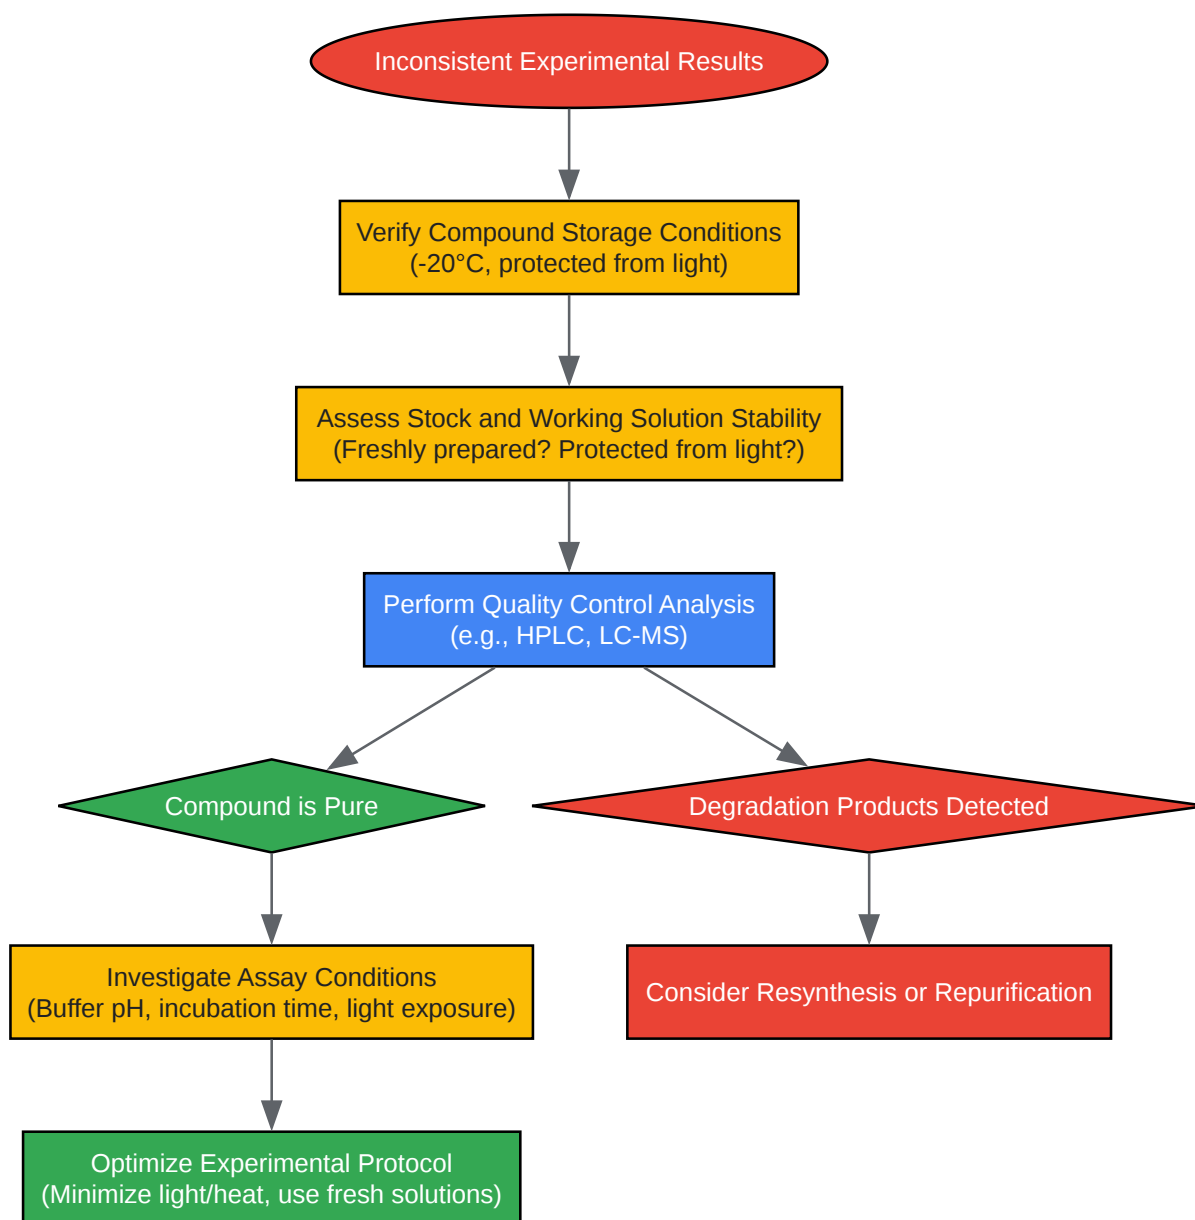 Inconsistent Experimental Results
Verify Compound Storage Conditions
(-20°C, protected from light)
Assess Stock and Working Solution Stability
(Freshly prepared? Protected from light?)
Perform Quality Control Analysis
(e.g., HPLC, LC-MS)
Compound is Pure
Degradation Products Detected
Investigate Assay Conditions
(Buffer pH, incubation time, light exposure)
Consider Resynthesis or Repurification
Optimize Experimental Protocol
(Minimize light/heat, use fresh solutions)